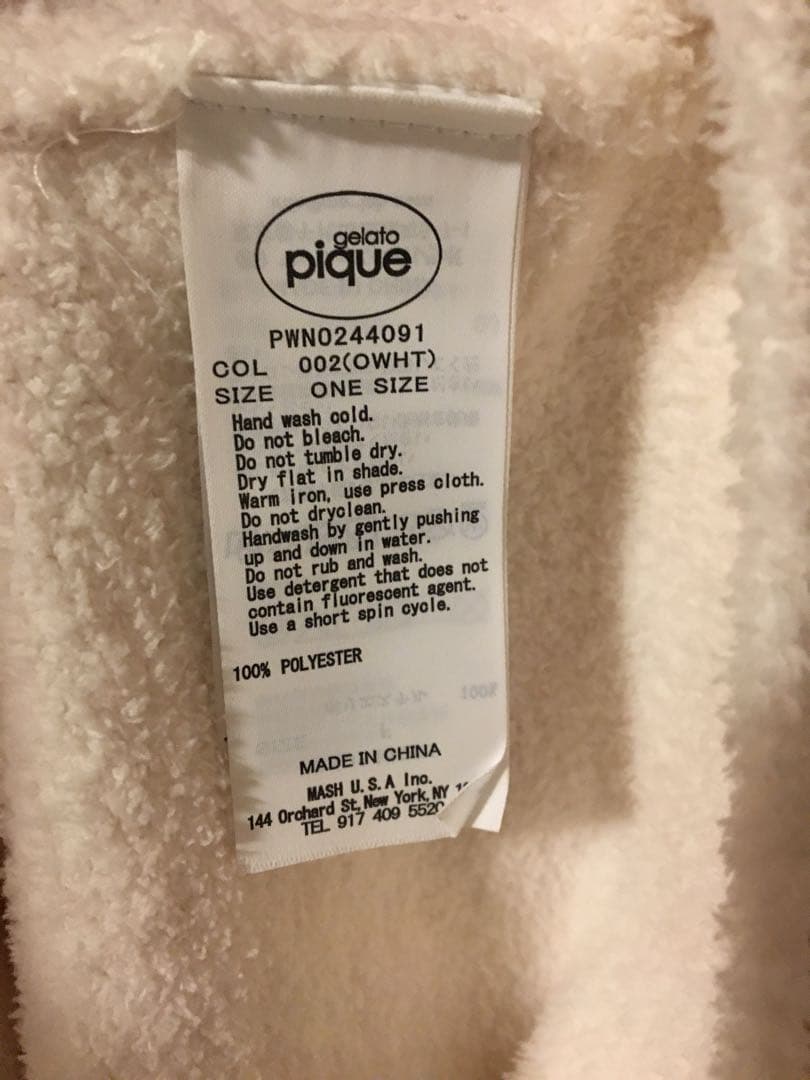 gelato
pique
PWN0244091
COL 002(OWHT)
SIZE ONE SIZE
Hand wash cold.
Do not bleach.
Do not tumble dry.
Dry flat in shade.
Warm iron, use press cloth.
Do not dryclean.
Handwash by gently pushing
up and down in water.
Do not rub and wash.
Use detergent that does not
contain fluorescent agent.
Use a short spin cycle.
100% POLYESTER
MADE IN CHINA
MASH U.S.A Inc.
144 Orchard St, New York, NY
TEL 917 409 5520